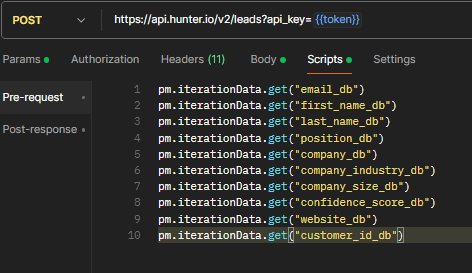 POST https://api.hunter.io/v2/leads?api_key= {{token}}
Params Authorization Headers (11) Body Scripts Settings
Pre-request
Post-response
1 pm.iterationData.get("email_db")
2 pm.iterationData.get("first_name_db")
3 pm.iterationData.get("last_name_db")
4 pm.iterationData.get("position_db")
5 pm.iterationData.get("company_db")
6 pm.iterationData.get("company_industry_db")
7 pm.iterationData.get("company_size_db")
8 pm.iterationData.get("confidence_score_db")
9 pm.iterationData.get("website_db")
10 pm.iterationData.get("customer_id_db")